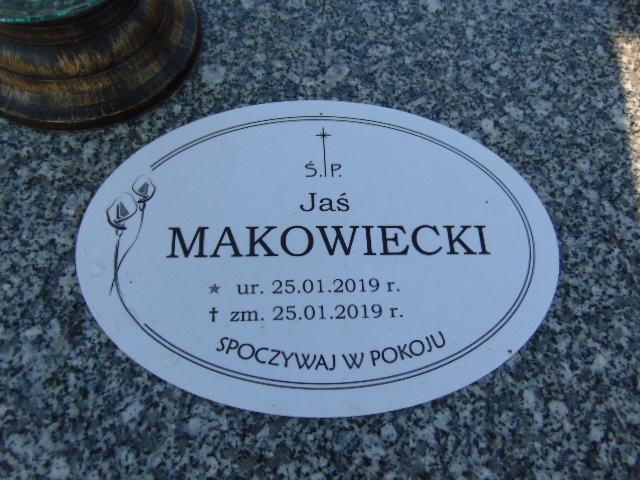 Ś. P.
Jaś
MAKOWIECKI
★ ur. 25.01.2019 r.
✝ zm. 25.01.2019 r.
SPOCZYWAJ W POKOJU